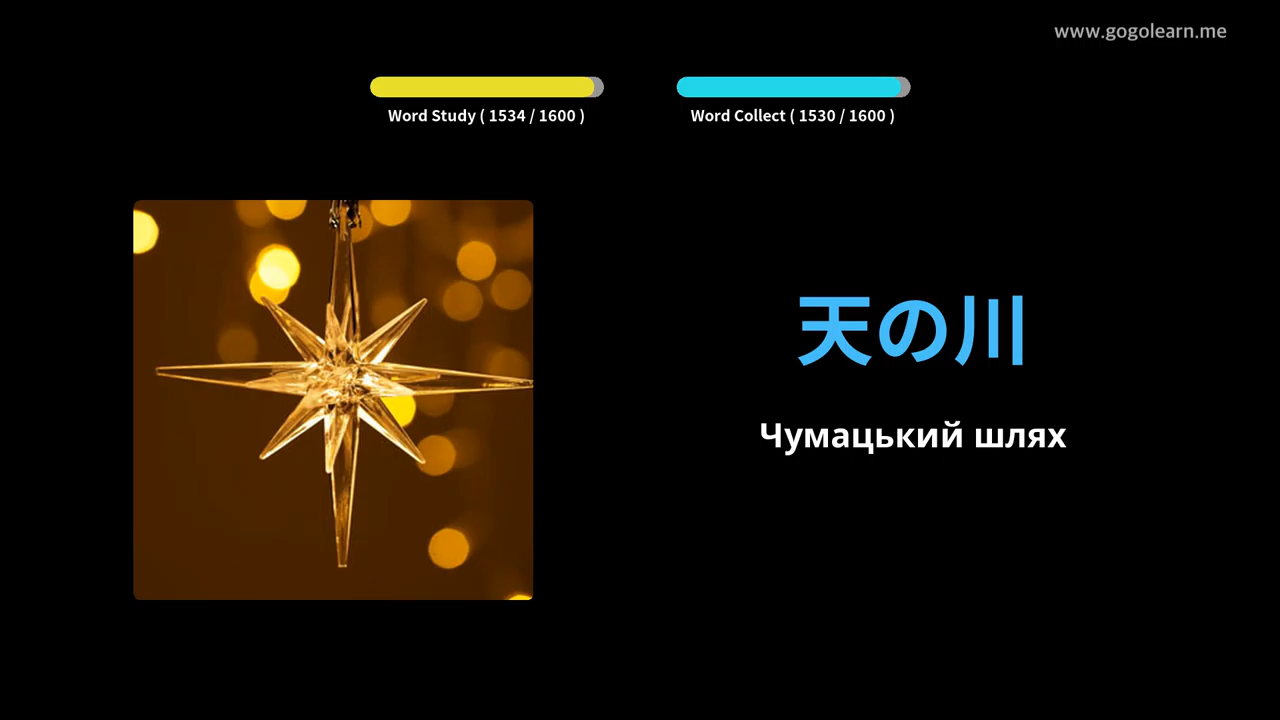 www.gogolearn.me
Word Study ( 1534 / 1600 )
Word Collect ( 1530 / 1600 )
天の川
Чумацький шлях